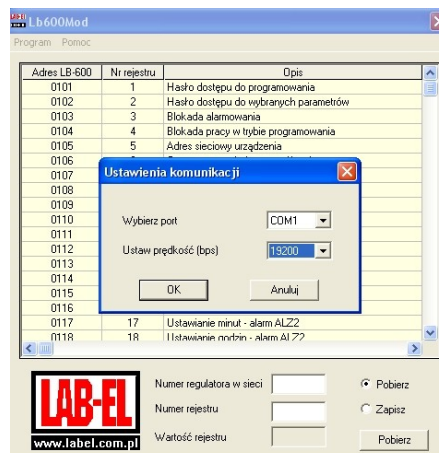 Lb600Mod
Program Pomoc
Adres LB-600 Nr rejestru Opis
0101 1 Hasło dostępu do programowania
0102 2 Hasło dostępu do wybranych parametrów
0103 3 Blokada alarmowania
0104 4 Blokada pracy w trybie programowania
0105 5 Adres sieciowy urządzenia
0106
0107
0108
0109
0110
0111
0112
0113
0114
0115
0116
0117 17 Ustawianie minut - alarm ALZ2
0118 18 Ustawianie godzin - alarm ALZ2
Ustawienia komunikacji
Wybierz port COM1
Ustaw prędkość (bps) 19200
OK Anuluj
LAB-EL
www.label.com.pl
Numer regulatora w sieci Pobierz
Numer rejestru Zapisz
Wartość rejestru Pobierz